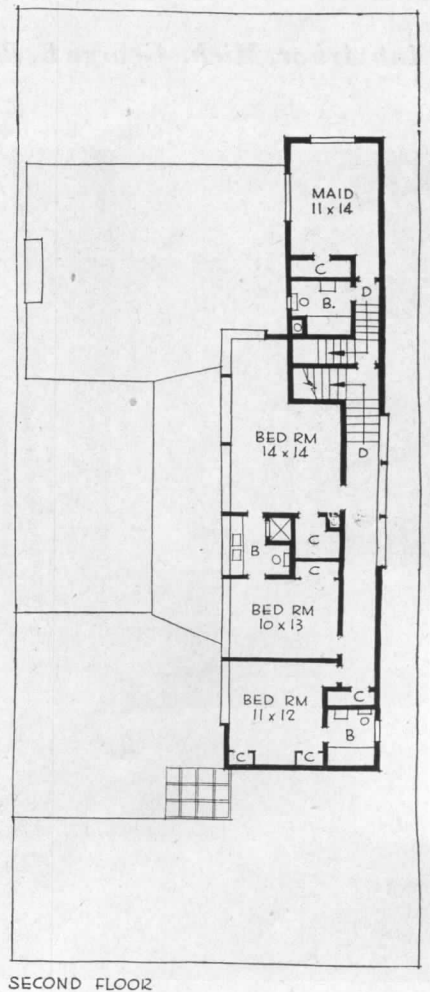 MAID
11 x 14
C
B.
D
BED RM
14 x 14
D
B
C
C
BED RM
10 x 13
BED RM
11 x 12
C
B
C
C
SECOND FLOOR